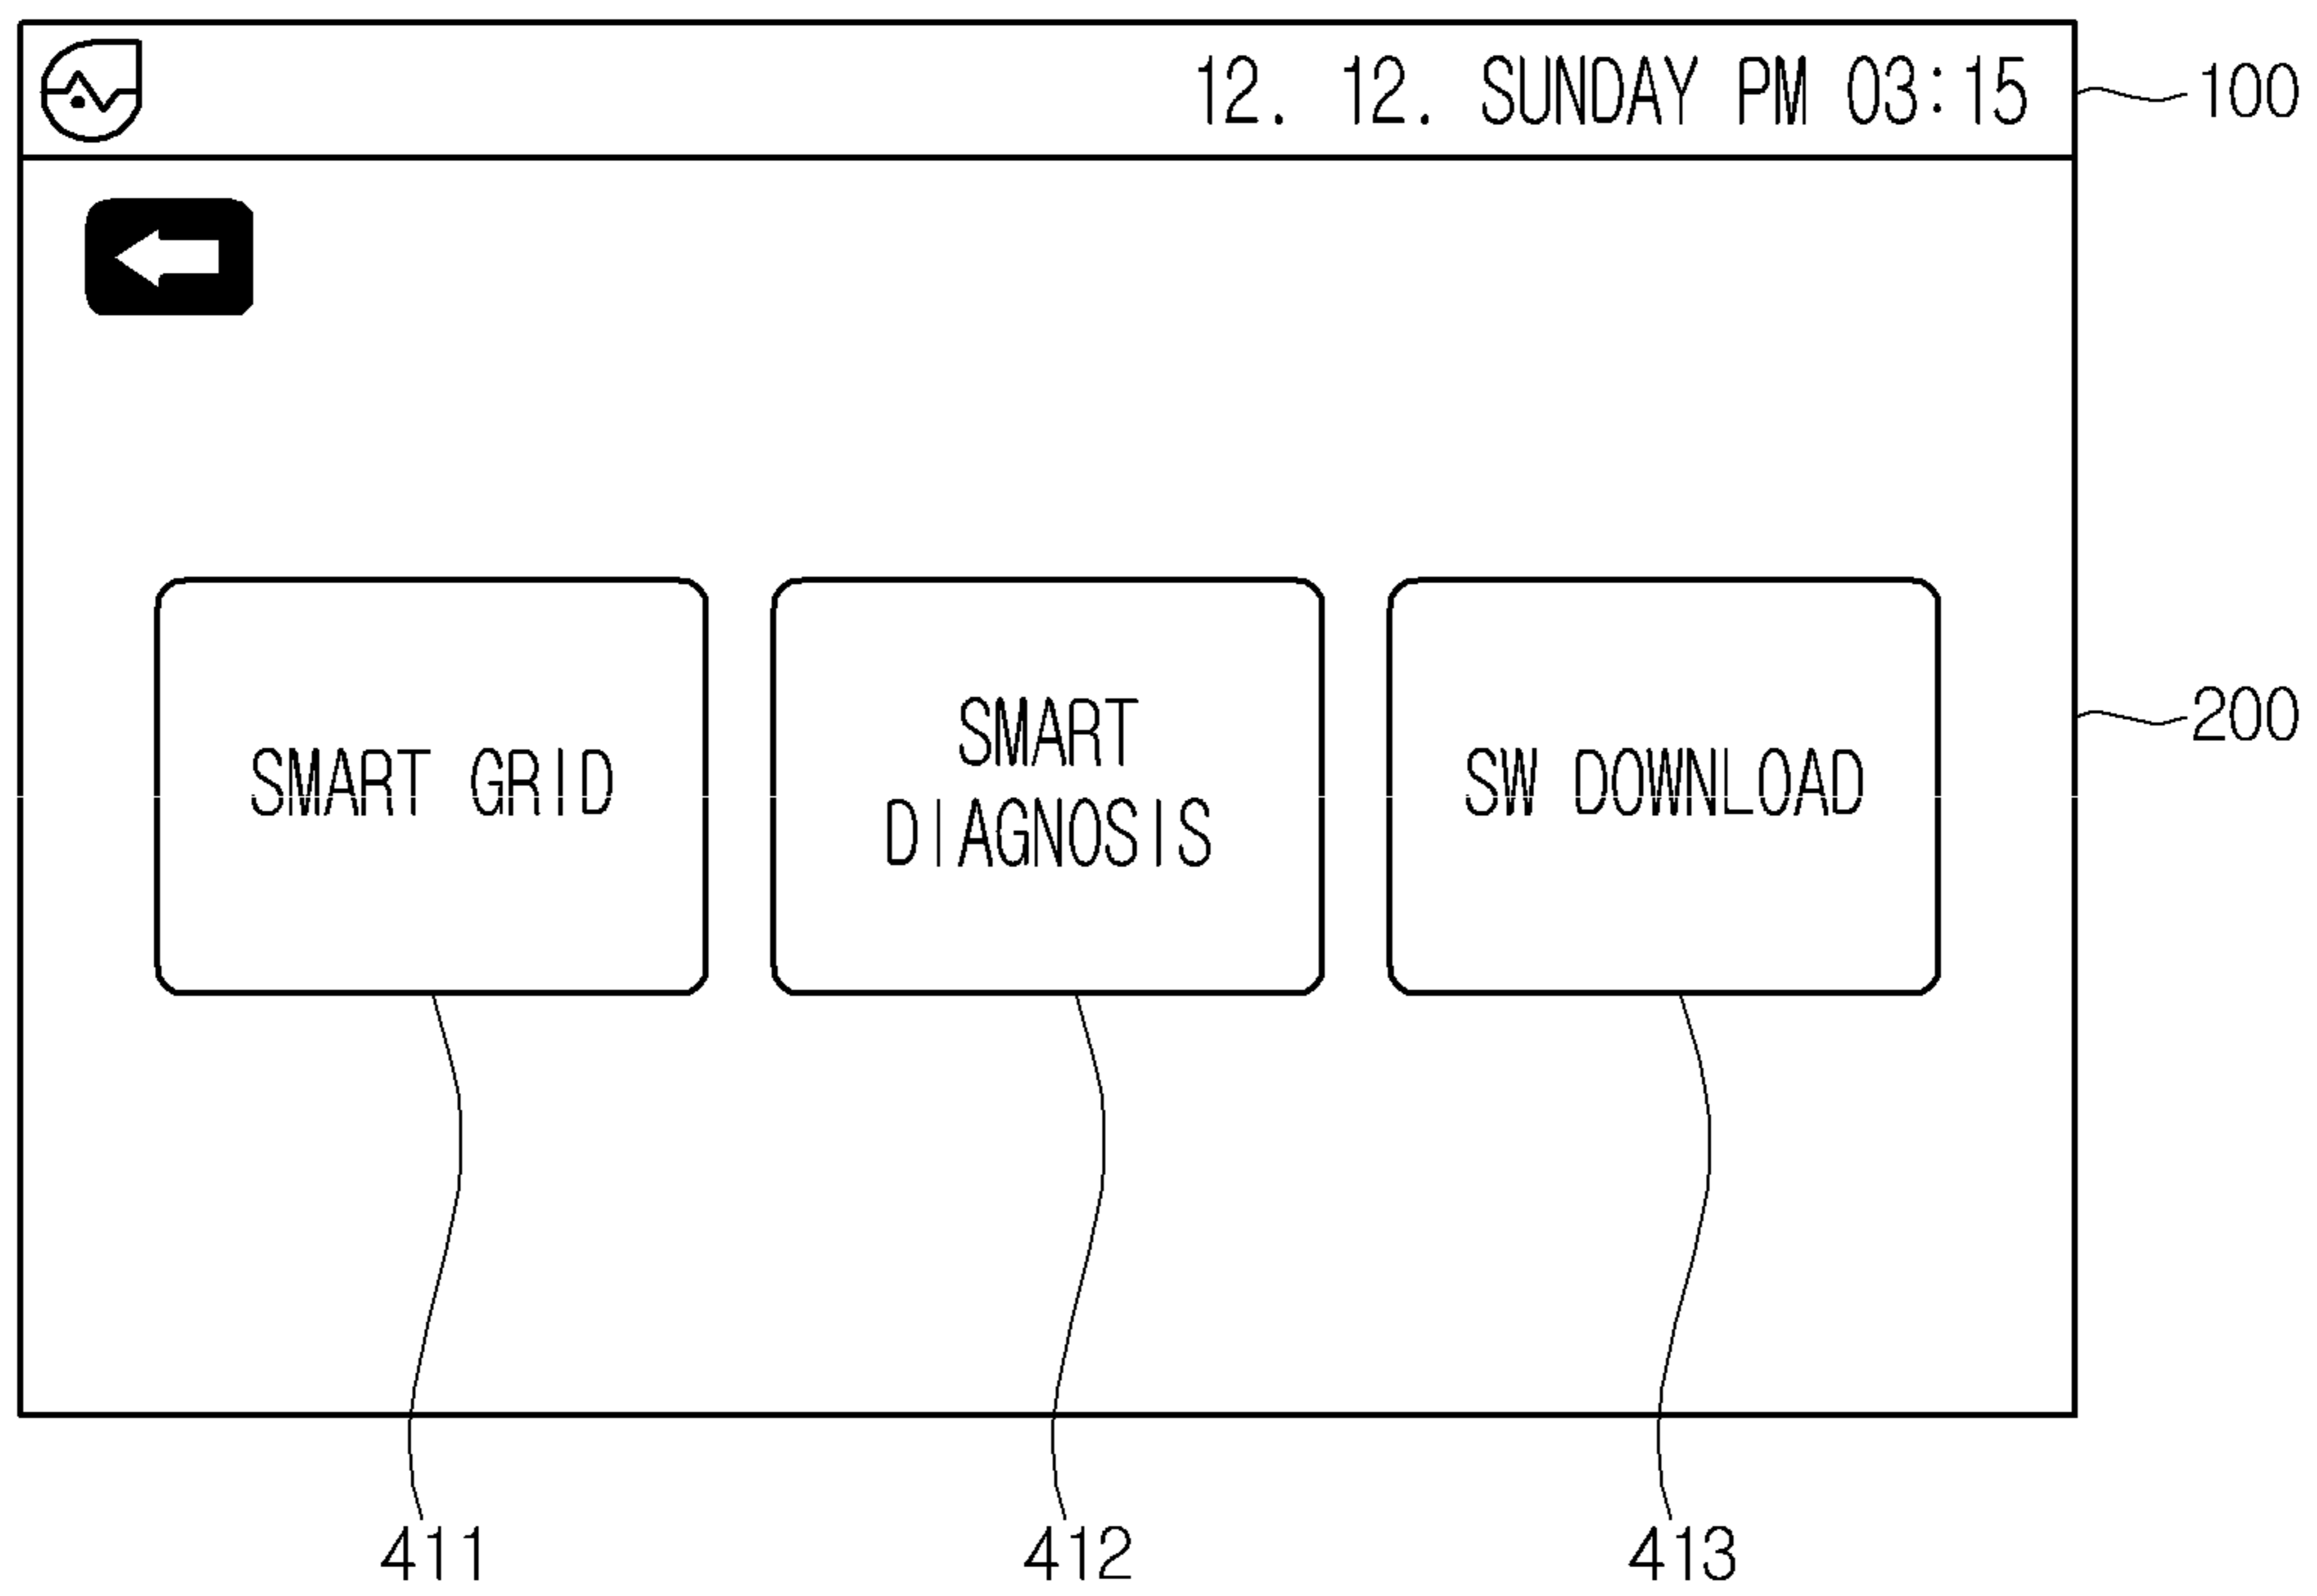 12. 12. SUNDAY PM 03:15
100
SMART GRID
SMART
DIAGNOSIS
SW DOWNLOAD
200
411
412
413